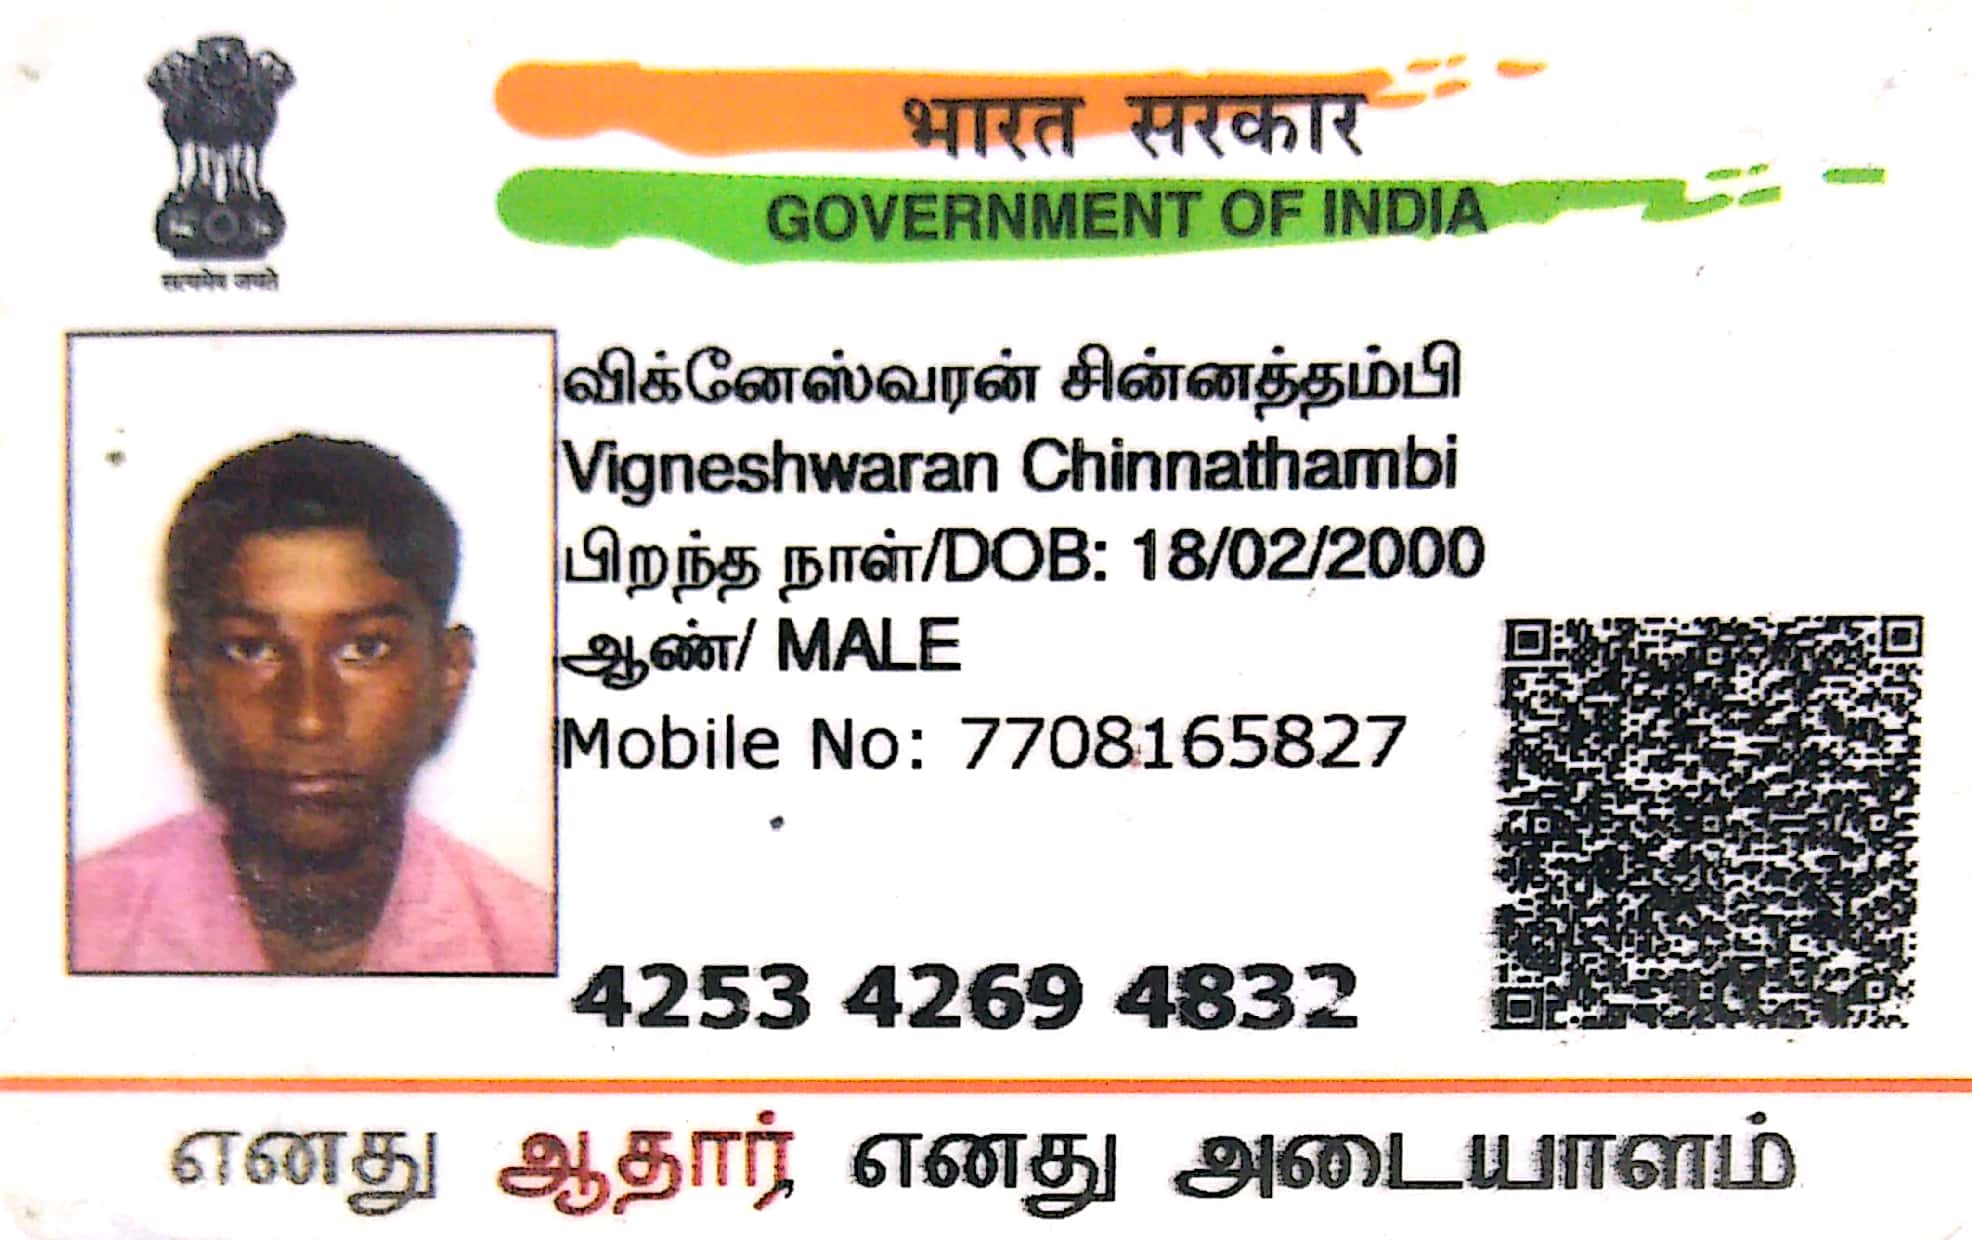 सत्यमेव जयते
भारत सरकार
GOVERNMENT OF INDIA
விக்னேஸ்வரன் சின்னத்தம்பி
Vigneshwaran Chinnathambi
பிறந்த நாள்/DOB: 18/02/2000
ஆண்/ MALE
Mobile No: 7708165827
4253 4269 4832
எனது ஆதார், எனது அடையாளம்